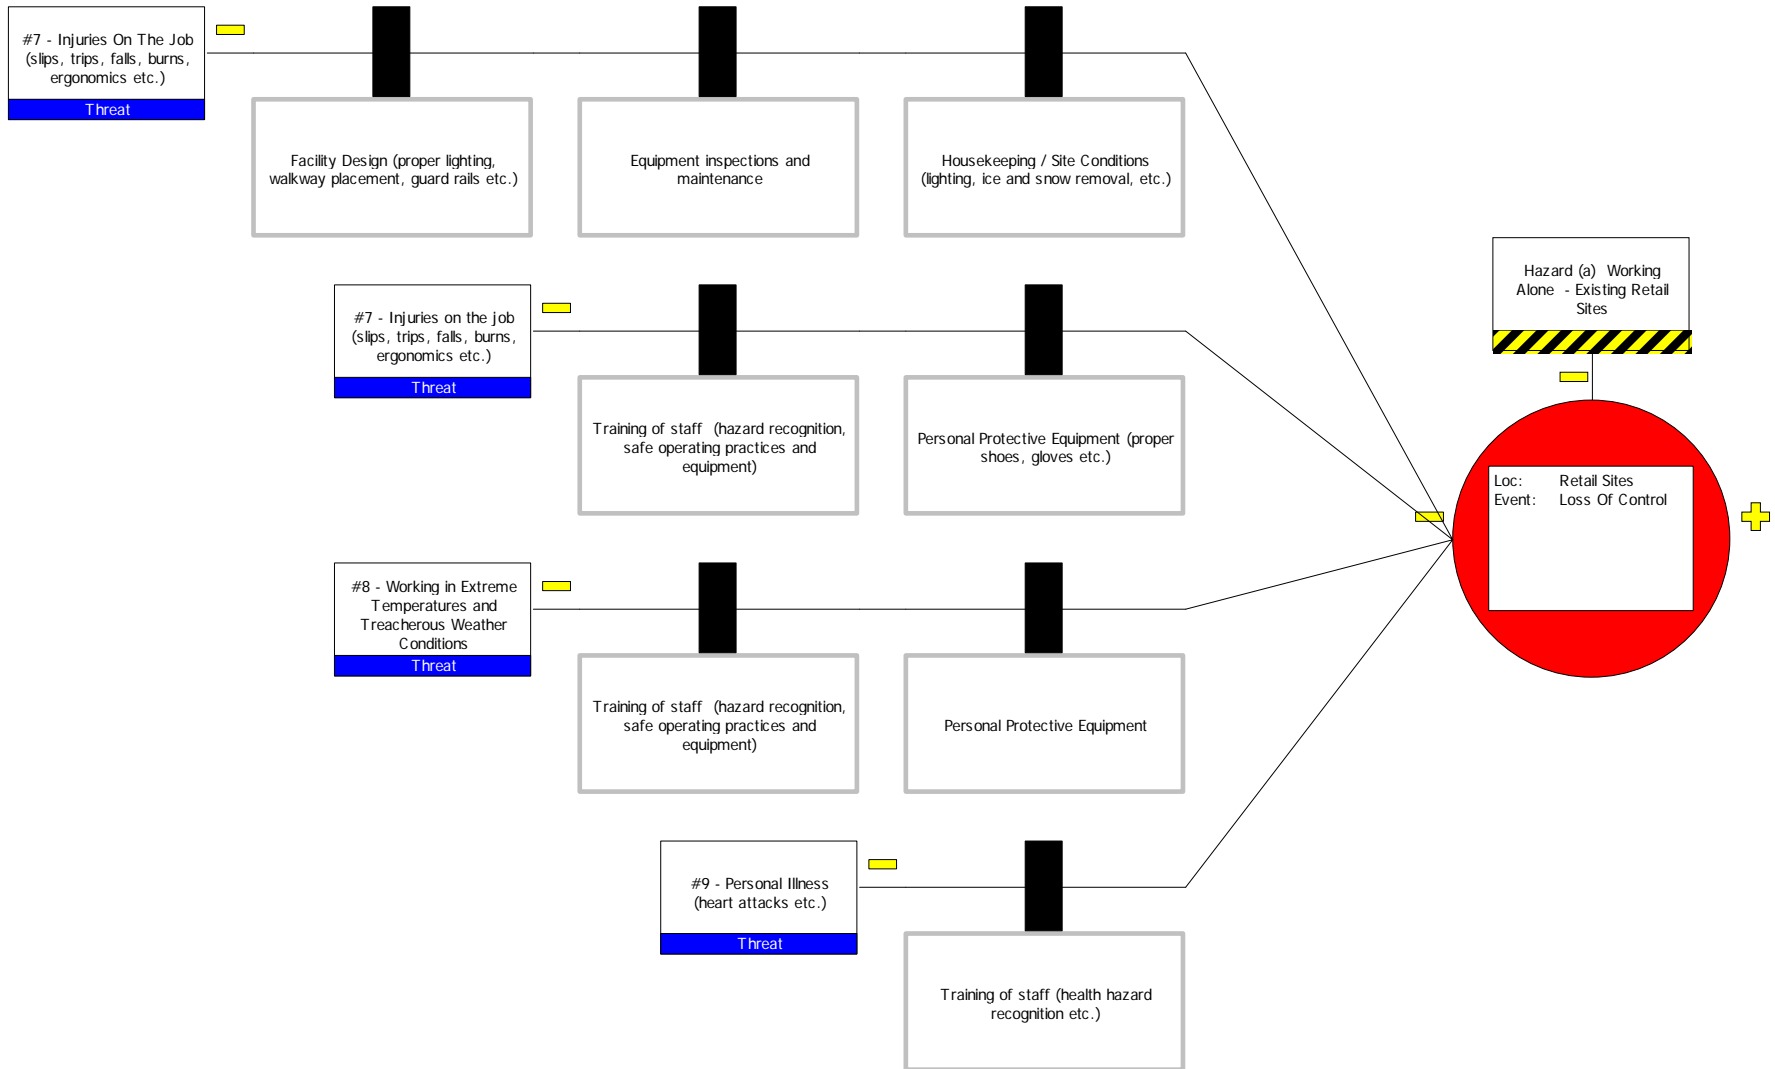 #7 - Injuries On The Job
(slips, trips, falls, burns,
ergonomics etc.)
Threat
Facility Design (proper lighting,
walkway placement, guard rails etc.)
Equipment inspections and
maintenance
Housekeeping / Site Conditions
(lighting, ice and snow removal, etc.)
Hazard (a) Working
Alone - Existing Retail
Sites
#7 - Injuries on the job
(slips, trips, falls, burns,
ergonomics etc.)
Threat
Training of staff (hazard recognition,
safe operating practices and
equipment)
Personal Protective Equipment (proper
shoes, gloves etc.)
Loc: Retail Sites
Event: Loss Of Control
#8 - Working in Extreme
Temperatures and
Treacherous Weather
Conditions
Threat
Training of staff (hazard recognition,
safe operating practices and
equipment)
Personal Protective Equipment
#9 - Personal Illness
(heart attacks etc.)
Threat
Training of staff (health hazard
recognition etc.)